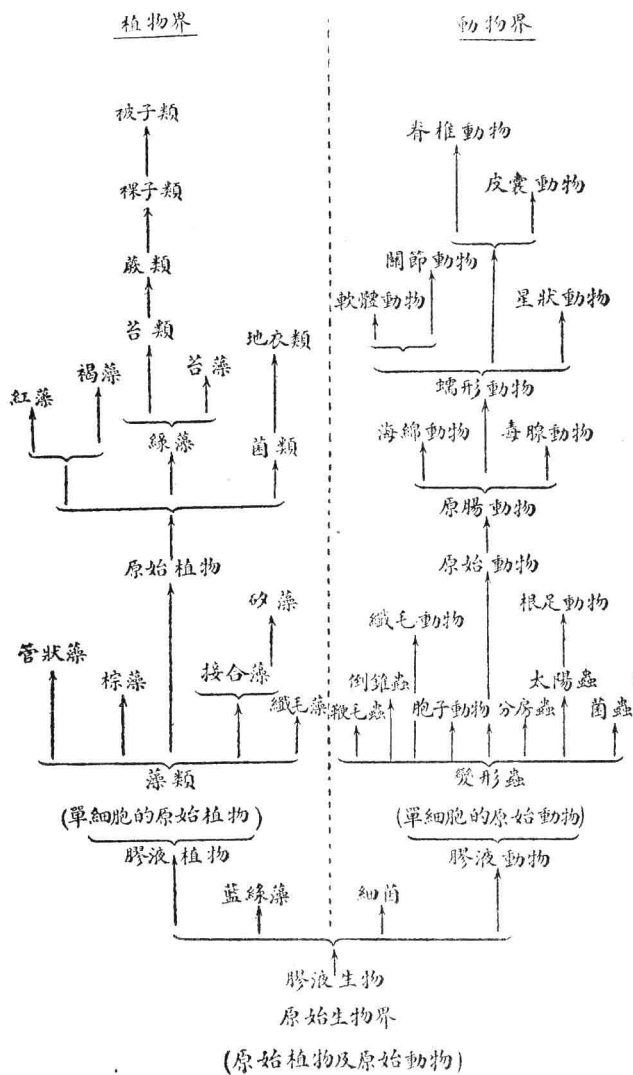 植物界
動物界
被子類
脊椎動物
裸子類
皮囊動物
蕨類
關節動物
軟體動物
星狀動物
苔類
地衣類
褐藻
苔藻
紅藻
蠕形動物
綠藻
菌類
海綿動物
毒腺動物
原腸動物
原始植物
原始動物
矽藻
纖毛動物
根足動物
管狀藻
棕藻
接合藻
倒錐蟲
太陽蟲
纖毛藻
鞭毛蟲
胞子動物
分房蟲
菌蟲
藻類
變形蟲
(單細胞的原始植物)
(單細胞的原始動物)
膠液植物
膠液動物
藍綠藻
細菌
膠液生物
原始生物界
(原始植物及原始動物)